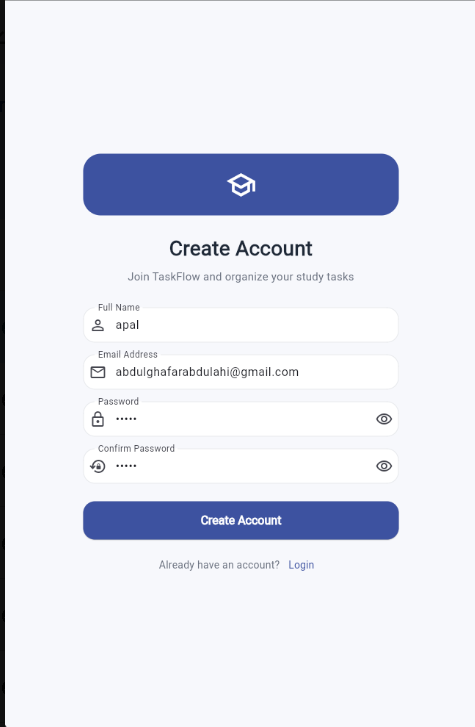 Create Account
Join TaskFlow and organize your study tasks
Full Name
apal
Email Address
abdulghafarabdulahi@gmail.com
Password
•••••
Confirm Password
•••••
Create Account
Already have an account? Login